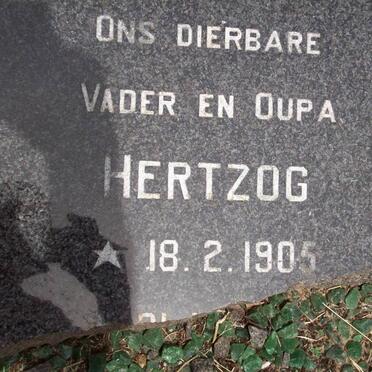 ONS DIERBARE
VADER EN OUPA
HERTZOG
★ 18.2.1905